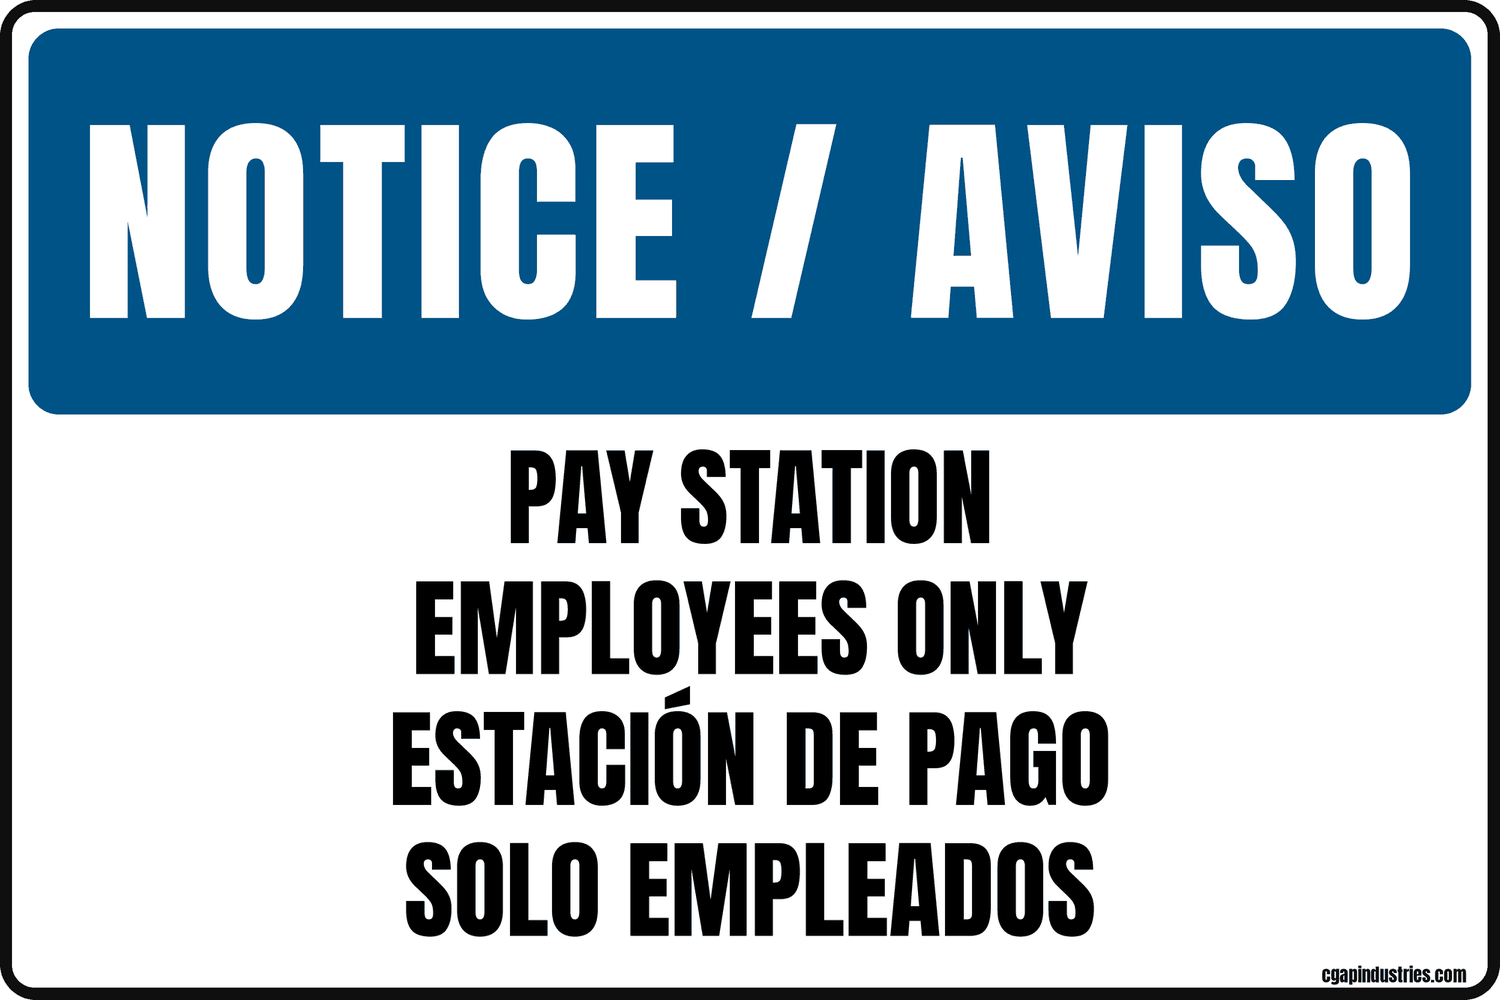 NOTICE / AVISO
PAY STATION
EMPLOYEES ONLY
ESTACIÓN DE PAGO
SOLO EMPLEADOS
cgapindustries.com